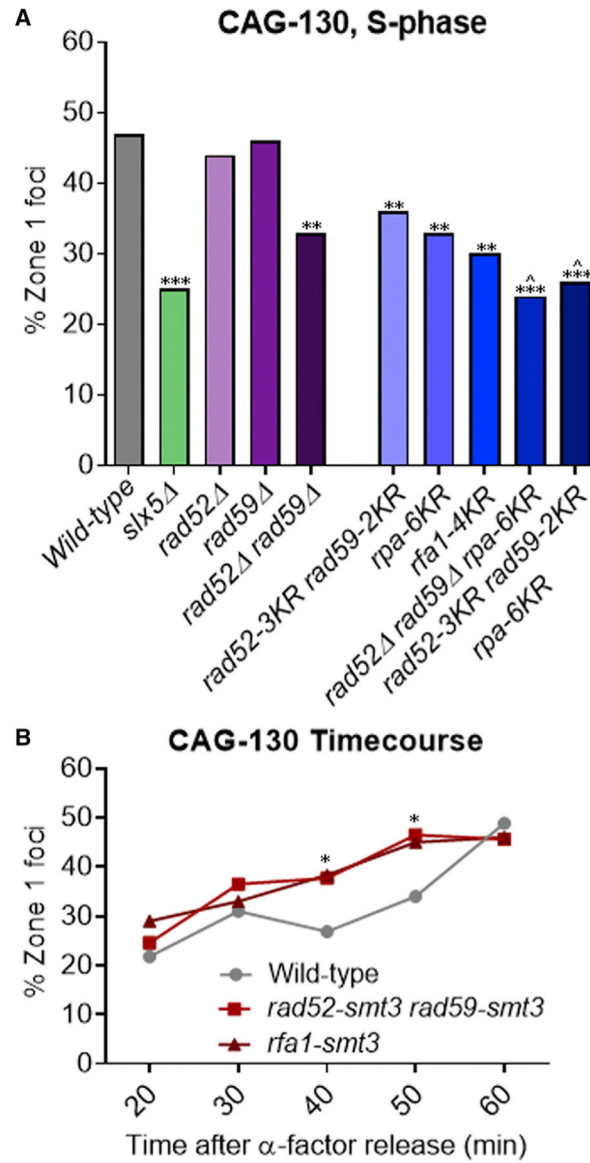 A
CAG-130, S-phase
% Zone 1 foci
60
50
40
30
20
10
0
***
**
**
**
**
^
***
^
***
Wild-type
slx5Δ
rad52Δ
rad59Δ
rad52Δ rad59Δ
rad52-3KR rad59-2KR
rpa-6KR
rfa1-4KR
rad52Δ rad59Δ rpa-6KR
rad52-3KR rad59-2KR
rpa-6KR
B
CAG-130 Timecourse
% Zone 1 foci
60
50
40
30
20
10
0
*
*
Wild-type
rad52-smt3 rad59-smt3
rfa1-smt3
20
30
40
50
60
Time after α-factor release (min)